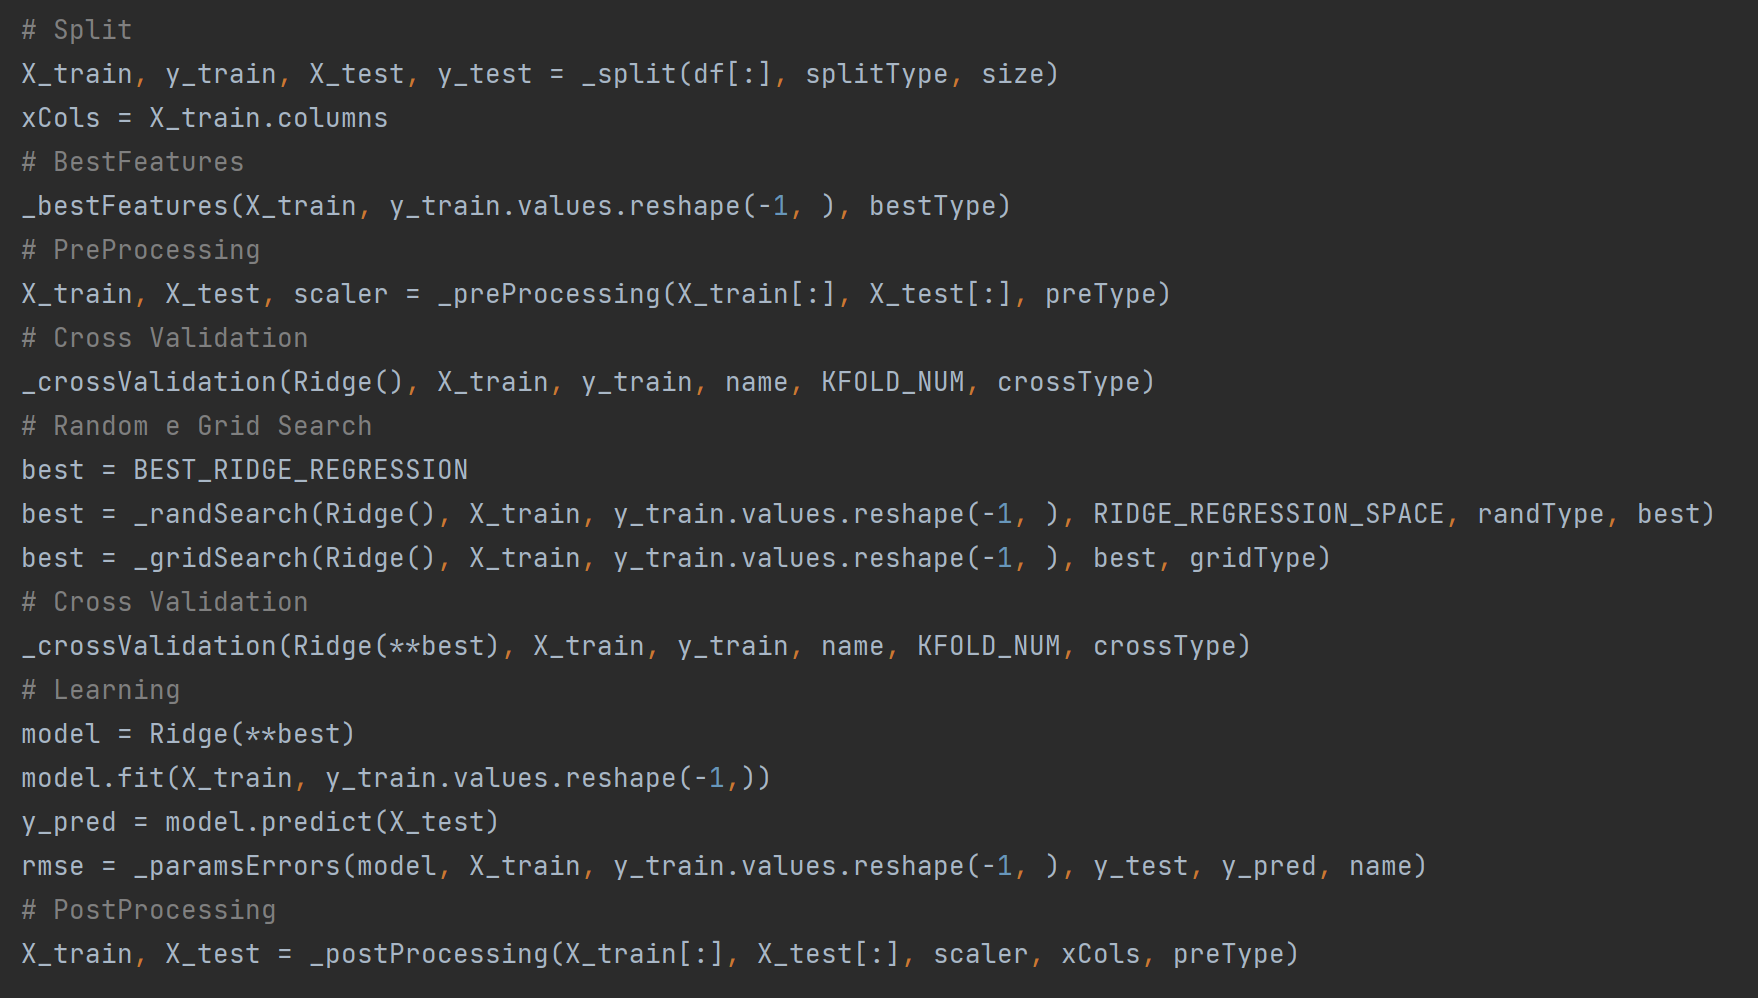 # Split
X_train, y_train, X_test, y_test = _split(df[:], splitType, size)
xCols = X_train.columns
# BestFeatures
_bestFeatures(X_train, y_train.values.reshape(-1, ), bestType)
# PreProcessing
X_train, X_test, scaler = _preProcessing(X_train[:], X_test[:], preType)
# Cross Validation
_crossValidation(Ridge(), X_train, y_train, name, KFOLD_NUM, crossType)
# Random e Grid Search
best = BEST_RIDGE_REGRESSION
best = _randSearch(Ridge(), X_train, y_train.values.reshape(-1, ), RIDGE_REGRESSION_SPACE, randType, best)
best = _gridSearch(Ridge(), X_train, y_train.values.reshape(-1, ), best, gridType)
# Cross Validation
_crossValidation(Ridge(**best), X_train, y_train, name, KFOLD_NUM, crossType)
# Learning
model = Ridge(**best)
model.fit(X_train, y_train.values.reshape(-1,))
y_pred = model.predict(X_test)
rmse = _paramsErrors(model, X_train, y_train.values.reshape(-1, ), y_test, y_pred, name)
# PostProcessing
X_train, X_test = _postProcessing(X_train[:], X_test[:], scaler, xCols, preType)